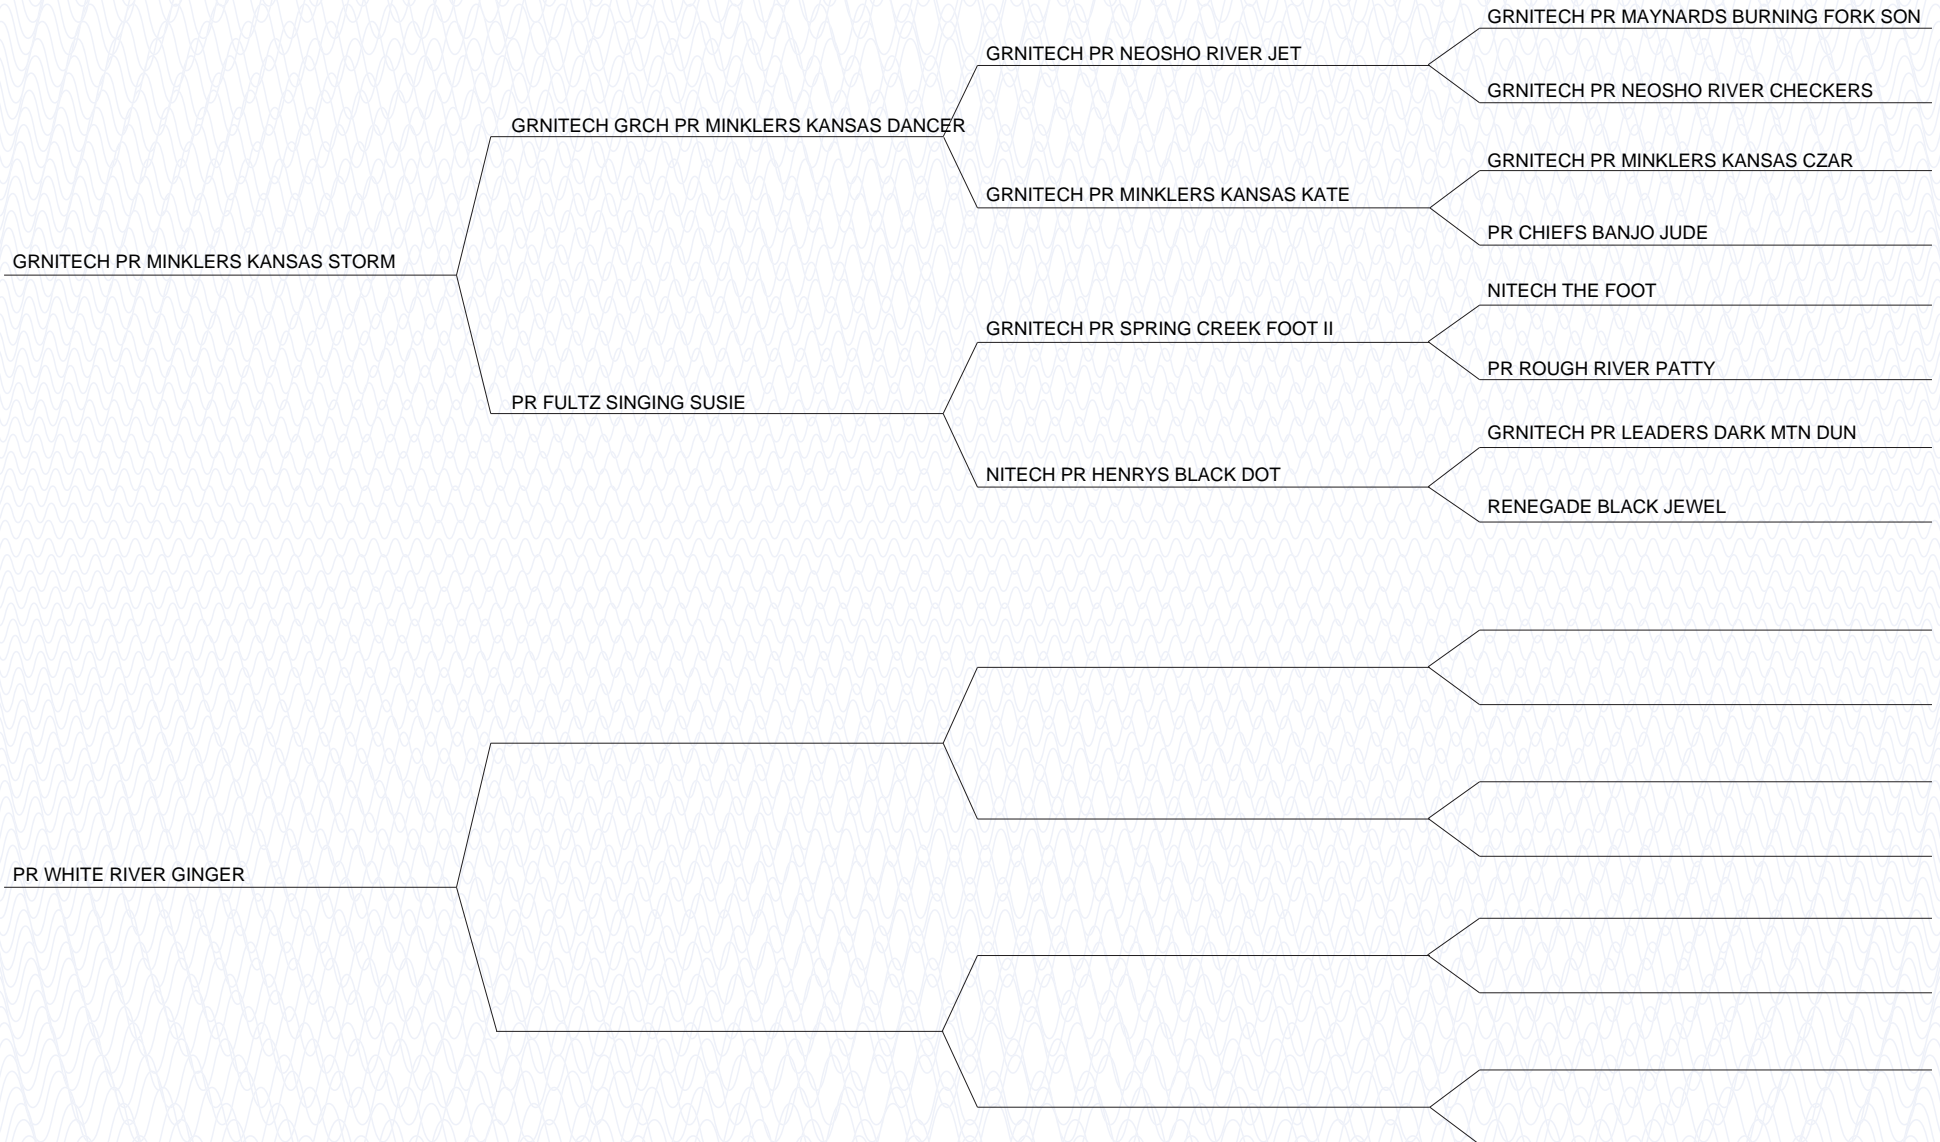 GRNITECH PR MAYNARDS BURNING FORK SON
GRNITECH PR NEOSHO RIVER JET
GRNITECH PR NEOSHO RIVER CHECKERS
GRNITECH GRCH PR MINKLERS KANSAS DANCER
GRNITECH PR MINKLERS KANSAS CZAR
GRNITECH PR MINKLERS KANSAS KATE
PR CHIEFS BANJO JUDE
GRNITECH PR MINKLERS KANSAS STORM
NITECH THE FOOT
GRNITECH PR SPRING CREEK FOOT II
PR ROUGH RIVER PATTY
PR FULTZ SINGING SUSIE
GRNITECH PR LEADERS DARK MTN DUN
NITECH PR HENRYS BLACK DOT
RENEGADE BLACK JEWEL
PR WHITE RIVER GINGER